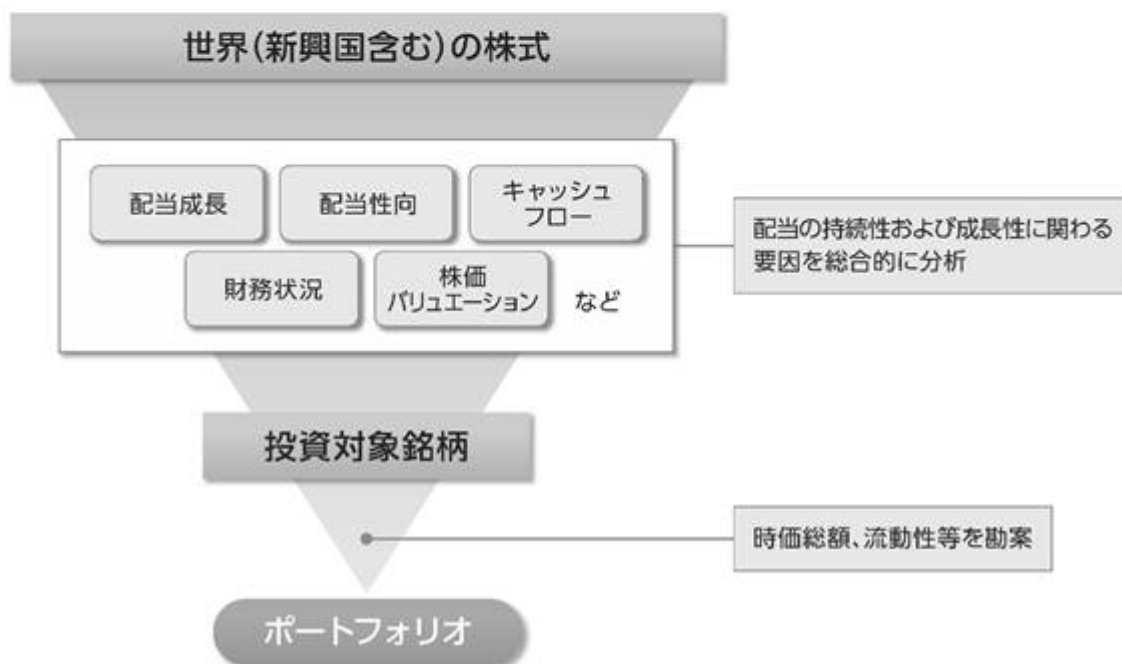 世界(新興国含む)の株式
配当成長
配当性向
キャッシュ
フロー
財務状況
株価
バリュエーション
など
配当の持続性および成長性に関わる
要因を総合的に分析
投資対象銘柄
時価総額、流動性等を勘案
ポートフォリオ